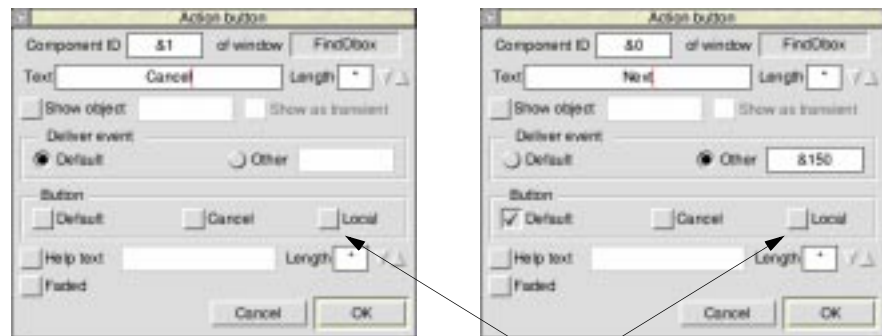 Action button
Component ID &1 of window FindDbox
Text Cancel Length *
Show object Show as transient
Deliver event
Default Other
Button
Default Cancel Local
Help text Length *
Faded
Cancel OK
Action button
Component ID &0 of window FindDbox
Text Next Length *
Show object Show as transient
Deliver event
Default Other &150
Button
Default Cancel Local
Help text Length *
Faded
Cancel OK